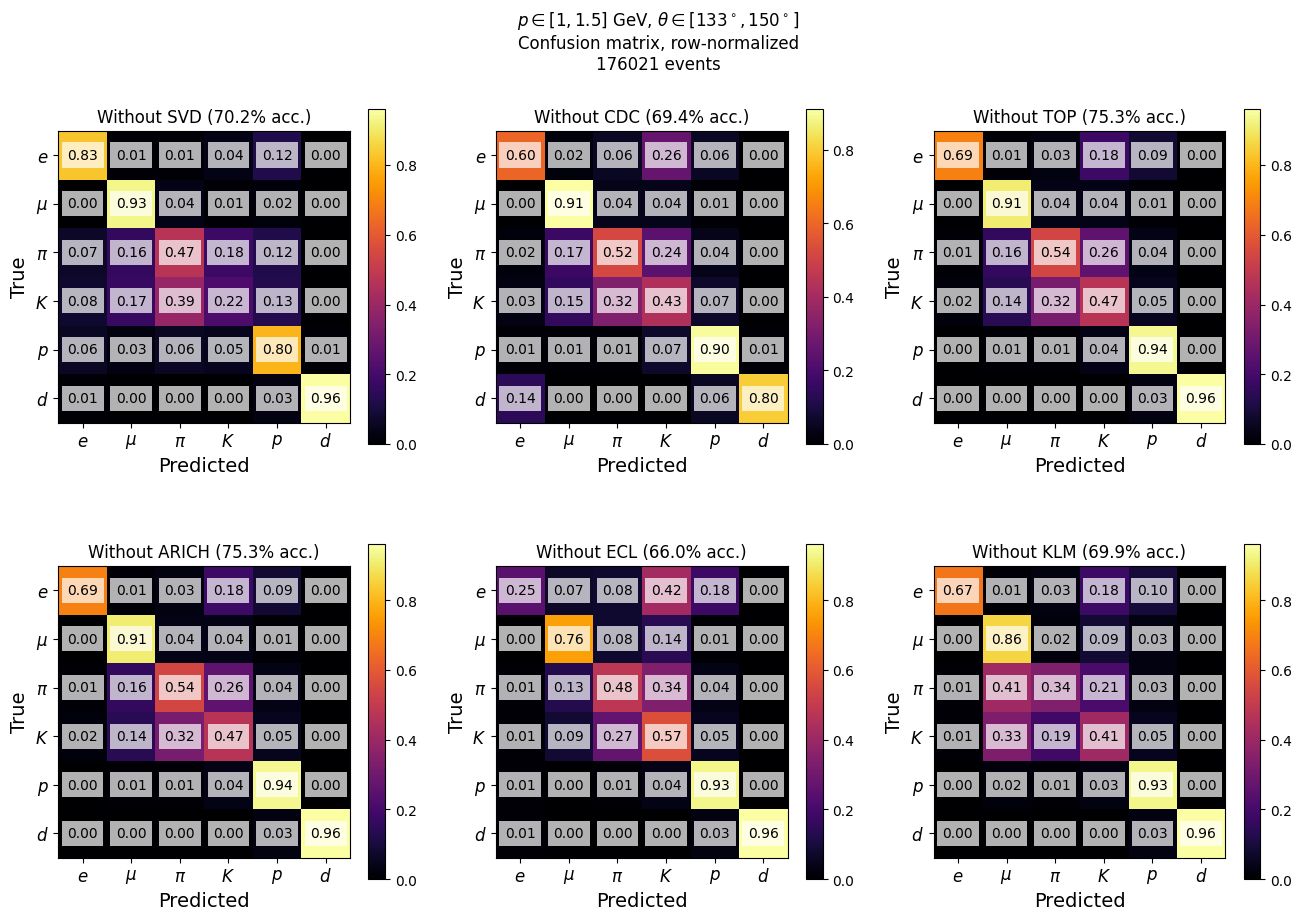 p ∈ [1, 1.5] GeV, θ ∈ [133°, 150°]
Confusion matrix, row-normalized
176021 events
Without SVD (70.2% acc.)
True
e 0.83 0.01 0.01 0.04 0.12 0.00
μ 0.00 0.93 0.04 0.01 0.02 0.00
π 0.07 0.16 0.47 0.18 0.12 0.00
K 0.08 0.17 0.39 0.22 0.13 0.00
p 0.06 0.03 0.06 0.05 0.80 0.01
d 0.01 0.00 0.00 0.00 0.03 0.96
e μ π K p d
Predicted
0.8
0.6
0.4
0.2
0.0
Without CDC (69.4% acc.)
True
e 0.60 0.02 0.06 0.26 0.06 0.00
μ 0.00 0.91 0.04 0.04 0.01 0.00
π 0.02 0.17 0.52 0.24 0.04 0.00
K 0.03 0.15 0.32 0.43 0.07 0.00
p 0.01 0.01 0.01 0.07 0.90 0.01
d 0.14 0.00 0.00 0.00 0.06 0.80
e μ π K p d
Predicted
0.8
0.6
0.4
0.2
0.0
Without TOP (75.3% acc.)
True
e 0.69 0.01 0.03 0.18 0.09 0.00
μ 0.00 0.91 0.04 0.04 0.01 0.00
π 0.01 0.16 0.54 0.26 0.04 0.00
K 0.02 0.14 0.32 0.47 0.05 0.00
p 0.00 0.01 0.01 0.04 0.94 0.00
d 0.00 0.00 0.00 0.00 0.03 0.96
e μ π K p d
Predicted
0.8
0.6
0.4
0.2
0.0
Without ARICH (75.3% acc.)
True
e 0.69 0.01 0.03 0.18 0.09 0.00
μ 0.00 0.91 0.04 0.04 0.01 0.00
π 0.01 0.16 0.54 0.26 0.04 0.00
K 0.02 0.14 0.32 0.47 0.05 0.00
p 0.00 0.01 0.01 0.04 0.94 0.00
d 0.00 0.00 0.00 0.00 0.03 0.96
e μ π K p d
Predicted
0.8
0.6
0.4
0.2
0.0
Without ECL (66.0% acc.)
True
e 0.25 0.07 0.08 0.42 0.18 0.00
μ 0.00 0.76 0.08 0.14 0.01 0.00
π 0.01 0.13 0.48 0.34 0.04 0.00
K 0.01 0.09 0.27 0.57 0.05 0.00
p 0.00 0.01 0.01 0.04 0.93 0.00
d 0.01 0.00 0.00 0.00 0.03 0.96
e μ π K p d
Predicted
0.8
0.6
0.4
0.2
0.0
Without KLM (69.9% acc.)
True
e 0.67 0.01 0.03 0.18 0.10 0.00
μ 0.00 0.86 0.02 0.09 0.03 0.00
π 0.01 0.41 0.34 0.21 0.03 0.00
K 0.01 0.33 0.19 0.41 0.05 0.00
p 0.00 0.02 0.01 0.03 0.93 0.00
d 0.00 0.00 0.00 0.00 0.03 0.96
e μ π K p d
Predicted
0.8
0.6
0.4
0.2
0.0